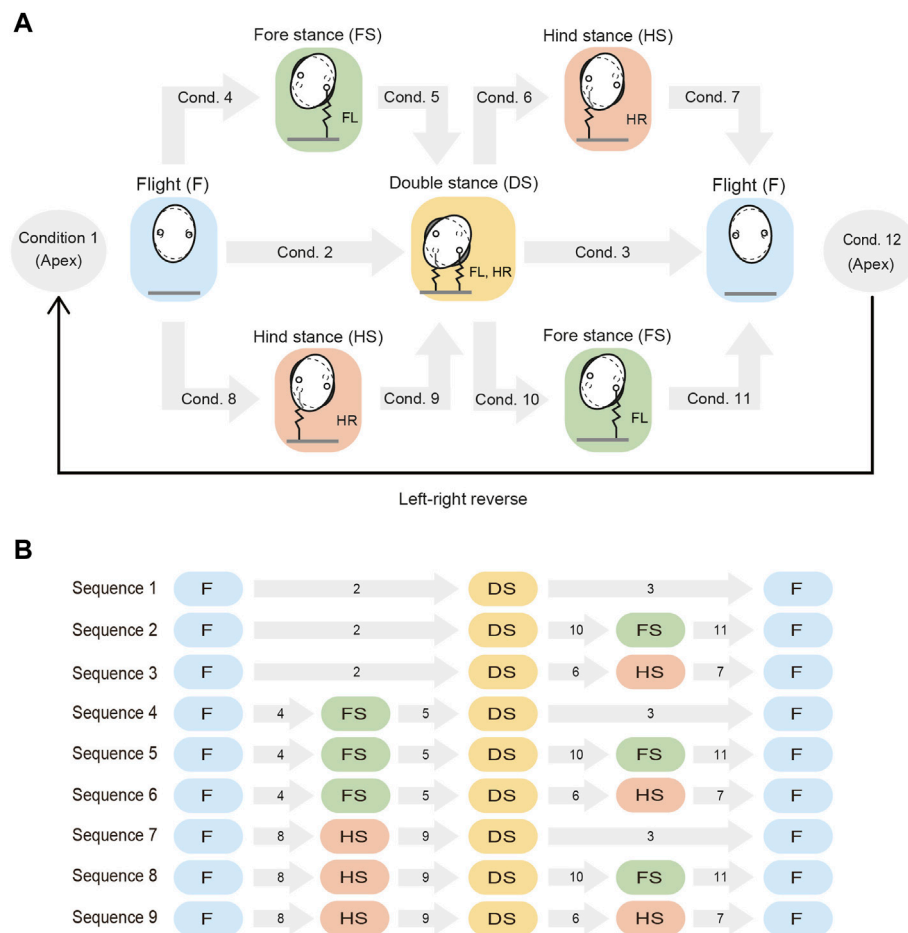 A
Fore stance (FS)
Hind stance (HS)
Cond. 4
FL
Cond. 5
Cond. 6
HR
Cond. 7
Flight (F)
Double stance (DS)
Flight (F)
Condition 1
(Apex)
Cond. 2
FL, HR
Cond. 3
Cond. 12
(Apex)
Hind stance (HS)
Fore stance (FS)
Cond. 8
HR
Cond. 9
Cond. 10
FL
Cond. 11
Left-right reverse
B
Sequence 1 F 2 DS 3 F
Sequence 2 F 2 DS 10 FS 11 F
Sequence 3 F 2 DS 6 HS 7 F
Sequence 4 F 4 FS 5 DS 3 F
Sequence 5 F 4 FS 5 DS 10 FS 11 F
Sequence 6 F 4 FS 5 DS 6 HS 7 F
Sequence 7 F 8 HS 9 DS 3 F
Sequence 8 F 8 HS 9 DS 10 FS 11 F
Sequence 9 F 8 HS 9 DS 6 HS 7 F